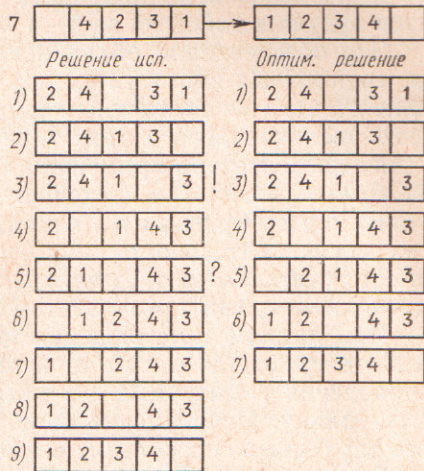 7 4 2 3 1 1 2 3 4
Решение исп. Оптим. решение
1) 2 4 3 1 1) 2 4 3 1
2) 2 4 1 3 2) 2 4 1 3
3) 2 4 1 3 ! 3) 2 4 1 3
4) 2 1 4 3 4) 2 1 4 3
5) 2 1 4 3 ? 5) 2 1 4 3
6) 1 2 4 3 6) 1 2 4 3
7) 1 2 4 3 7) 1 2 3 4
8) 1 2 4 3
9) 1 2 3 4